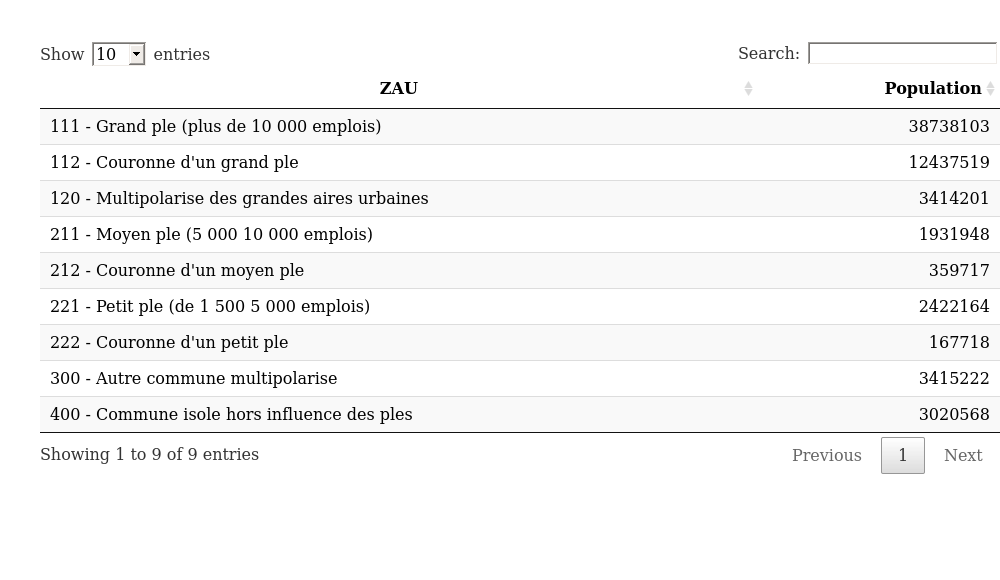 Show 10 entries
Search:
ZAU Population
111 - Grand ple (plus de 10 000 emplois) 38738103
112 - Couronne d'un grand ple 12437519
120 - Multipolarise des grandes aires urbaines 3414201
211 - Moyen ple (5 000 10 000 emplois) 1931948
212 - Couronne d'un moyen ple 359717
221 - Petit ple (de 1 500 5 000 emplois) 2422164
222 - Couronne d'un petit ple 167718
300 - Autre commune multipolarise 3415222
400 - Commune isole hors influence des ples 3020568
Showing 1 to 9 of 9 entries
Previous 1 Next